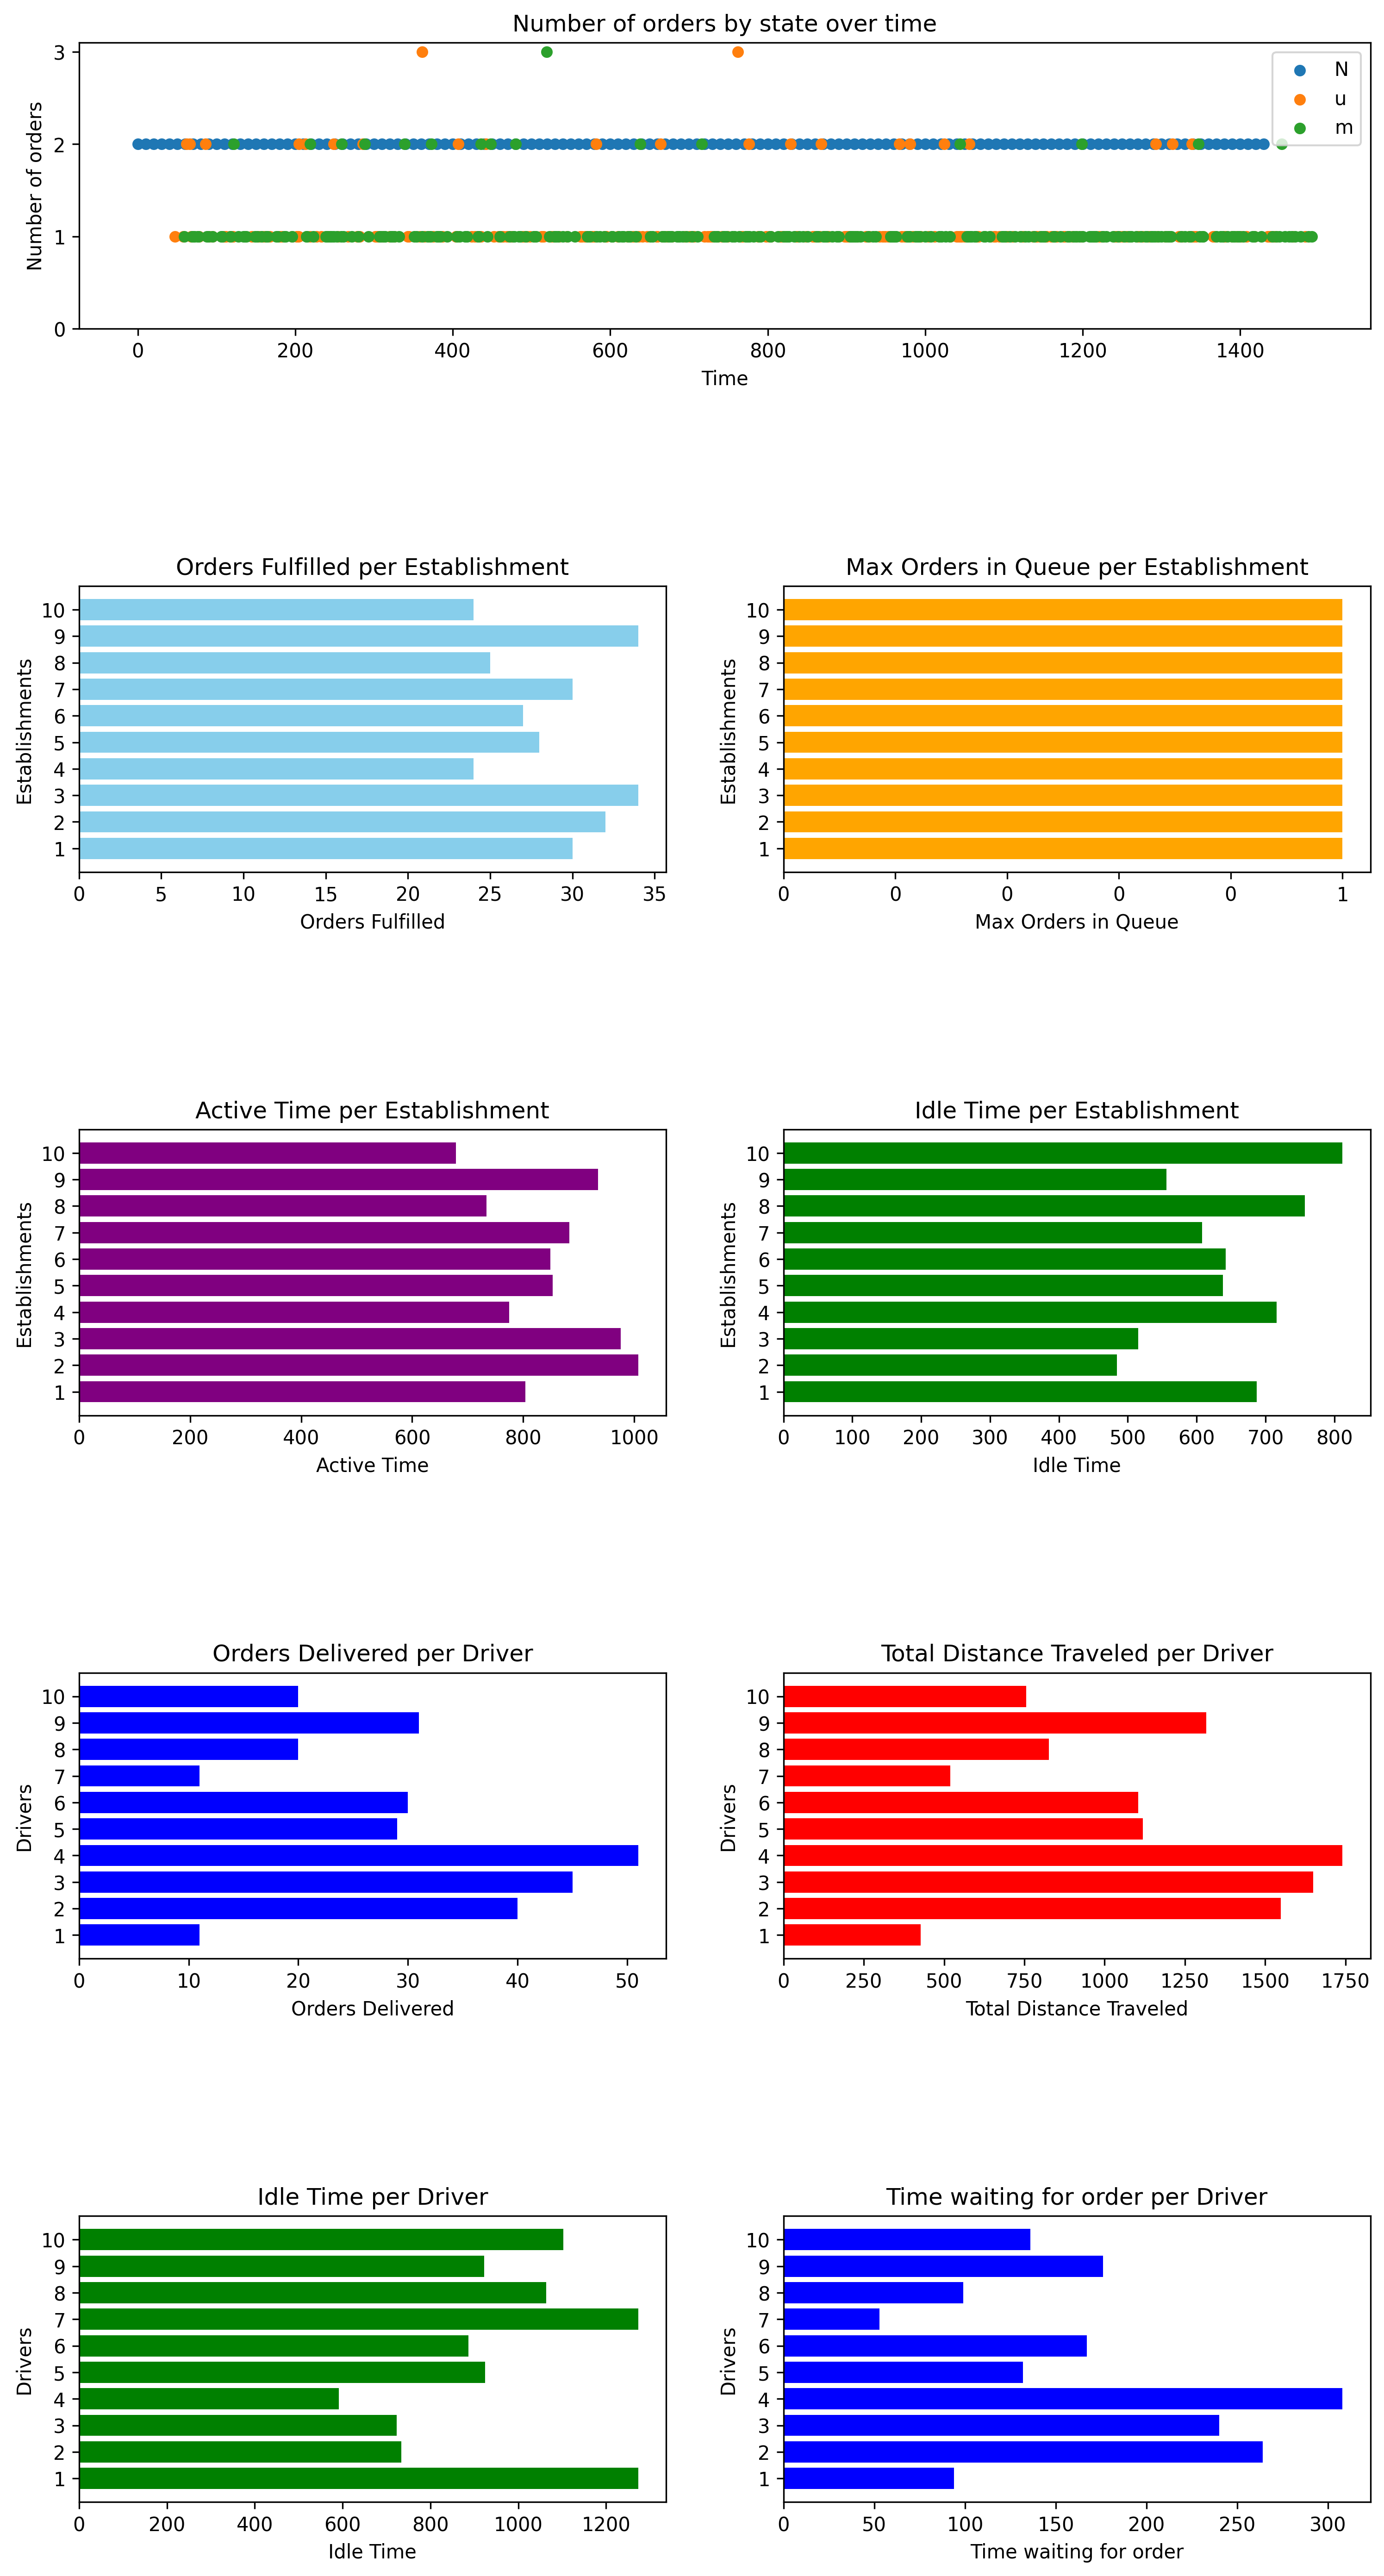 Number of orders by state over time
3
2
1
0
Number of orders
N
u
m
0 200 400 600 800 1000 1200 1400
Time
Orders Fulfilled per Establishment
10
9
8
7
6
5
4
3
2
1
Establishments
0 5 10 15 20 25 30 35
Orders Fulfilled
Max Orders in Queue per Establishment
10
9
8
7
6
5
4
3
2
1
Establishments
0 0 0 0 0 1
Max Orders in Queue
Active Time per Establishment
10
9
8
7
6
5
4
3
2
1
Establishments
0 200 400 600 800 1000
Active Time
Idle Time per Establishment
10
9
8
7
6
5
4
3
2
1
Establishments
0 100 200 300 400 500 600 700 800
Idle Time
Orders Delivered per Driver
10
9
8
7
6
5
4
3
2
1
Drivers
0 10 20 30 40 50
Orders Delivered
Total Distance Traveled per Driver
10
9
8
7
6
5
4
3
2
1
Drivers
0 250 500 750 1000 1250 1500 1750
Total Distance Traveled
Idle Time per Driver
10
9
8
7
6
5
4
3
2
1
Drivers
0 200 400 600 800 1000 1200
Idle Time
Time waiting for order per Driver
10
9
8
7
6
5
4
3
2
1
Drivers
0 50 100 150 200 250 300
Time waiting for order